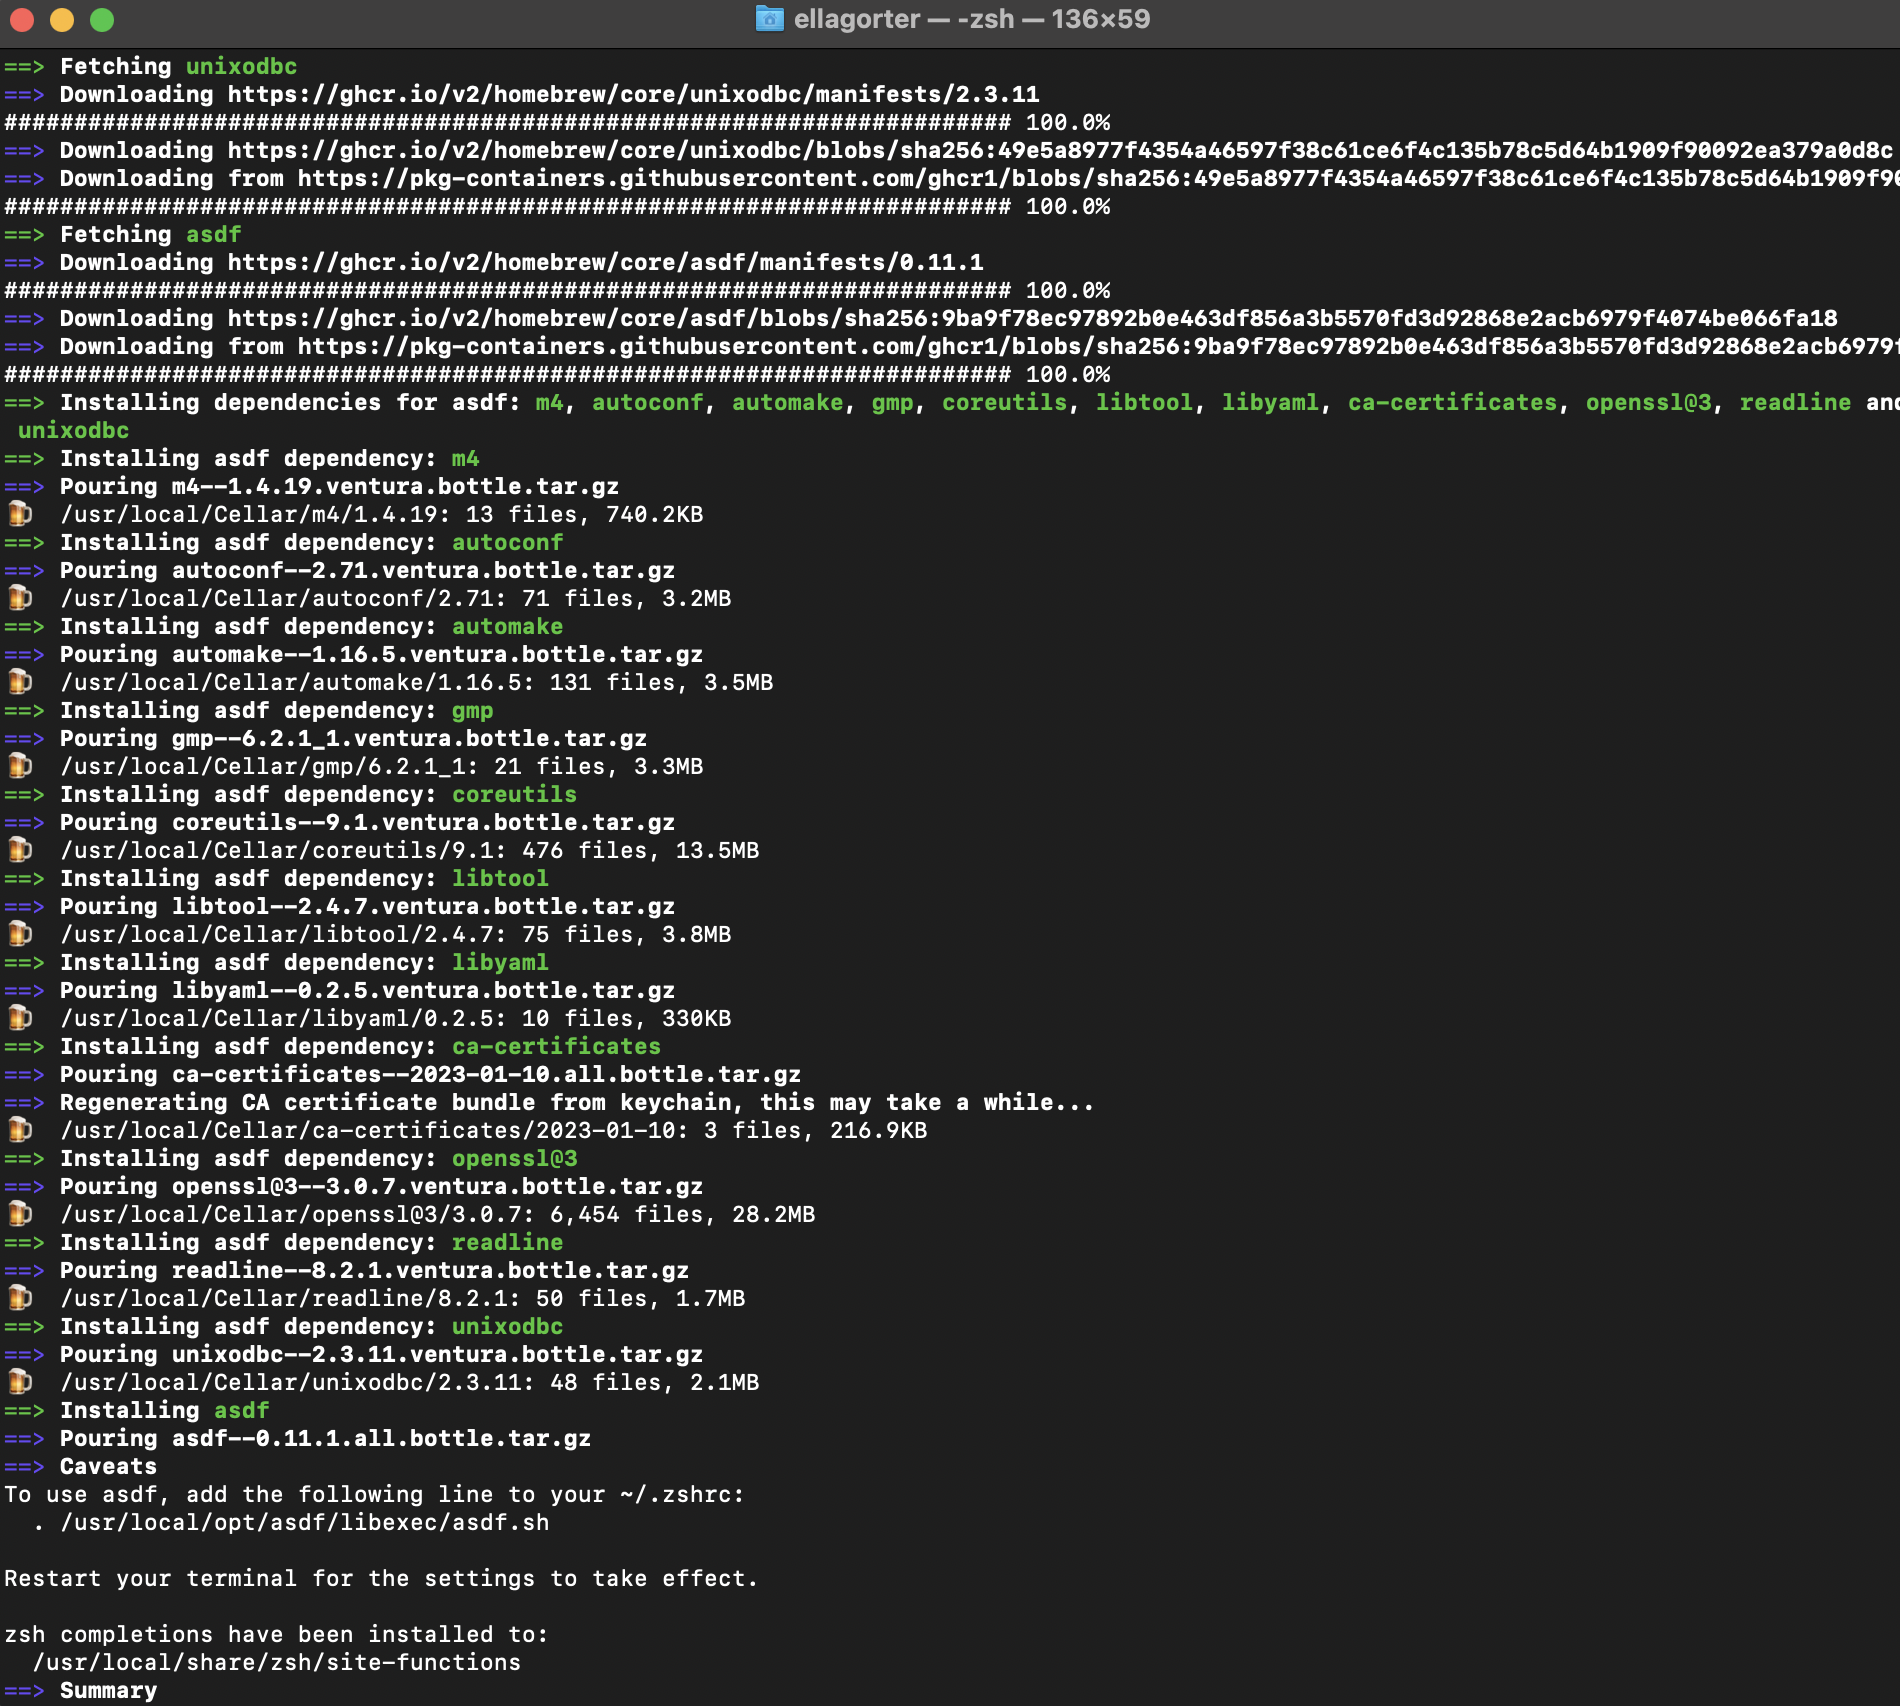 ellagorter — -zsh — 136×59
==> Fetching unixodbc
==> Downloading https://ghcr.io/v2/homebrew/core/unixodbc/manifests/2.3.11
######################################################################## 100.0%
==> Downloading https://ghcr.io/v2/homebrew/core/unixodbc/blobs/sha256:49e5a8977f4354a46597f38c61ce6f4c135b78c5d64b1909f90092ea379a0d8c
==> Downloading from https://pkg-containers.githubusercontent.com/ghcr1/blobs/sha256:49e5a8977f4354a46597f38c61ce6f4c135b78c5d64b1909f90
######################################################################## 100.0%
==> Fetching asdf
==> Downloading https://ghcr.io/v2/homebrew/core/asdf/manifests/0.11.1
######################################################################## 100.0%
==> Downloading https://ghcr.io/v2/homebrew/core/asdf/blobs/sha256:9ba9f78ec97892b0e463df856a3b5570fd3d92868e2acb6979f4074be066fa18
==> Downloading from https://pkg-containers.githubusercontent.com/ghcr1/blobs/sha256:9ba9f78ec97892b0e463df856a3b5570fd3d92868e2acb6979f
######################################################################## 100.0%
==> Installing dependencies for asdf: m4, autoconf, automake, gmp, coreutils, libtool, libyaml, ca-certificates, openssl@3, readline and
unixodbc
==> Installing asdf dependency: m4
==> Pouring m4--1.4.19.ventura.bottle.tar.gz
🍺 /usr/local/Cellar/m4/1.4.19: 13 files, 740.2KB
==> Installing asdf dependency: autoconf
==> Pouring autoconf--2.71.ventura.bottle.tar.gz
🍺 /usr/local/Cellar/autoconf/2.71: 71 files, 3.2MB
==> Installing asdf dependency: automake
==> Pouring automake--1.16.5.ventura.bottle.tar.gz
🍺 /usr/local/Cellar/automake/1.16.5: 131 files, 3.5MB
==> Installing asdf dependency: gmp
==> Pouring gmp--6.2.1_1.ventura.bottle.tar.gz
🍺 /usr/local/Cellar/gmp/6.2.1_1: 21 files, 3.3MB
==> Installing asdf dependency: coreutils
==> Pouring coreutils--9.1.ventura.bottle.tar.gz
🍺 /usr/local/Cellar/coreutils/9.1: 476 files, 13.5MB
==> Installing asdf dependency: libtool
==> Pouring libtool--2.4.7.ventura.bottle.tar.gz
🍺 /usr/local/Cellar/libtool/2.4.7: 75 files, 3.8MB
==> Installing asdf dependency: libyaml
==> Pouring libyaml--0.2.5.ventura.bottle.tar.gz
🍺 /usr/local/Cellar/libyaml/0.2.5: 10 files, 330KB
==> Installing asdf dependency: ca-certificates
==> Pouring ca-certificates--2023-01-10.all.bottle.tar.gz
==> Regenerating CA certificate bundle from keychain, this may take a while...
🍺 /usr/local/Cellar/ca-certificates/2023-01-10: 3 files, 216.9KB
==> Installing asdf dependency: openssl@3
==> Pouring openssl@3--3.0.7.ventura.bottle.tar.gz
🍺 /usr/local/Cellar/openssl@3/3.0.7: 6,454 files, 28.2MB
==> Installing asdf dependency: readline
==> Pouring readline--8.2.1.ventura.bottle.tar.gz
🍺 /usr/local/Cellar/readline/8.2.1: 50 files, 1.7MB
==> Installing asdf dependency: unixodbc
==> Pouring unixodbc--2.3.11.ventura.bottle.tar.gz
🍺 /usr/local/Cellar/unixodbc/2.3.11: 48 files, 2.1MB
==> Installing asdf
==> Pouring asdf--0.11.1.all.bottle.tar.gz
==> Caveats
To use asdf, add the following line to your ~/.zshrc:
. /usr/local/opt/asdf/libexec/asdf.sh
Restart your terminal for the settings to take effect.
zsh completions have been installed to:
/usr/local/share/zsh/site-functions
==> Summary